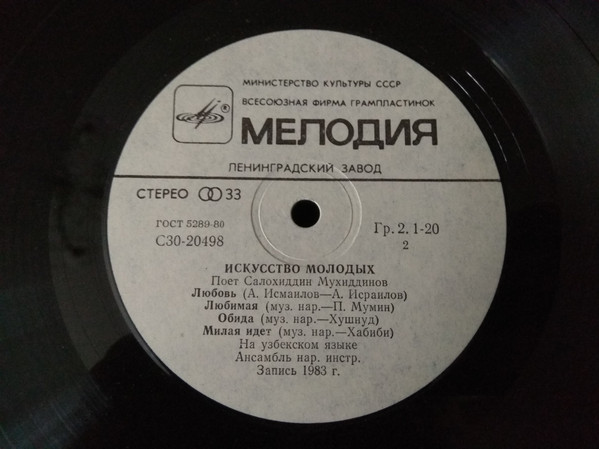 МИНИСТЕРСТВО КУЛЬТУРЫ СССР
ВСЕСОЮЗНАЯ ФИРМА ГРАМПЛАСТИНОК
®
МЕЛОДИЯ
ЛЕНИНГРАДСКИЙ ЗАВОД
СТЕРЕО 33
ГОСТ 5289-80
С30-20498
Гр. 2. 1-20
2
ИСКУССТВО МОЛОДЫХ
Поет Салохиддин Мухиддинов
Любовь (А. Исмаилов—А. Исраилов)
Любимая (муз. нар.—П. Мумин)
Обида (муз. нар.—Хушнуд)
Милая идет (муз. нар.—Хабиби)
На узбекском языке
Ансамбль нар. инстр.
Запись 1983 г.